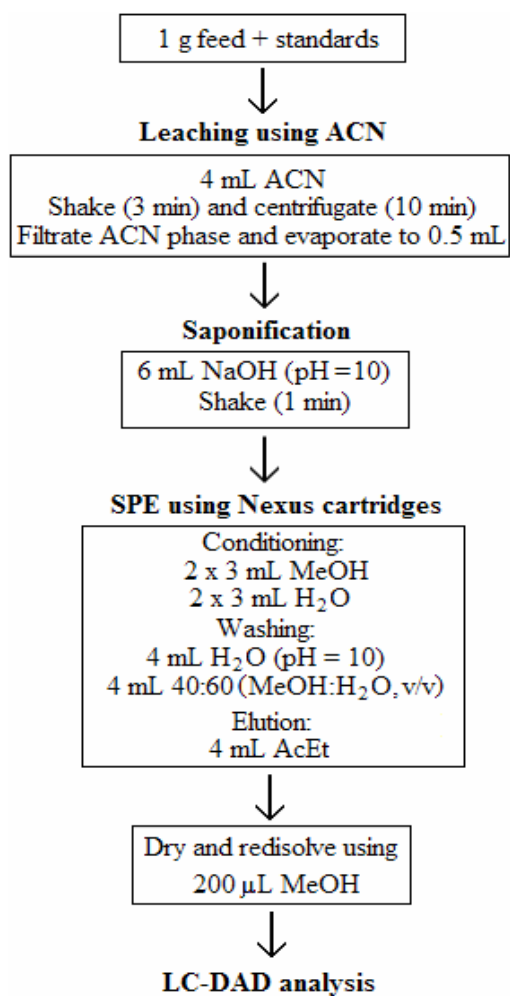 1 g feed + standards
Leaching using ACN
4 mL ACN
Shake (3 min) and centrifugate (10 min)
Filtrate ACN phase and evaporate to 0.5 mL
Saponification
6 mL NaOH (pH = 10)
Shake (1 min)
SPE using Nexus cartridges
Conditioning:
2 x 3 mL MeOH
2 x 3 mL H₂O
Washing:
4 mL H₂O (pH = 10)
4 mL 40:60 (MeOH:H₂O, v/v)
Elution:
4 mL AcEt
Dry and redisolve using
200 µL MeOH
LC-DAD analysis